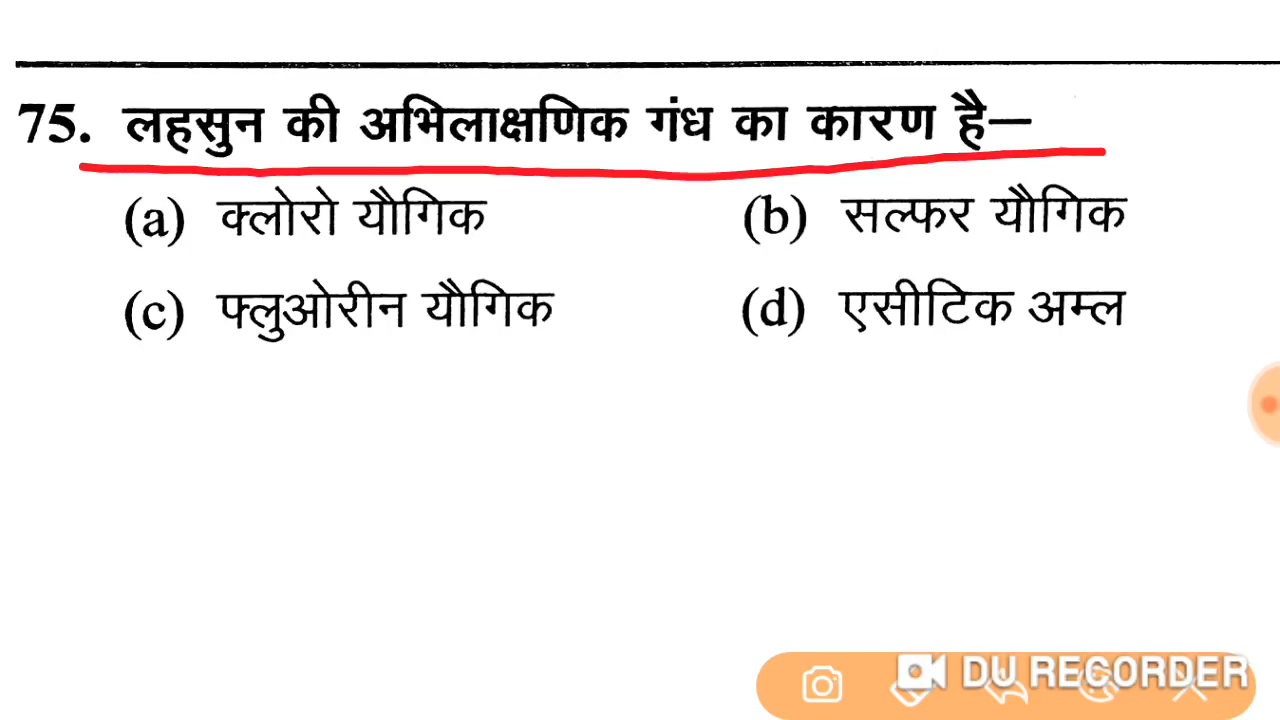 75. लहसुन की अभिलाक्षणिक गंध का कारण है—
(a) क्लोरो यौगिक (b) सल्फर यौगिक
(c) फ्लुओरीन यौगिक (d) एसीटिक अम्ल
DU RECORDER